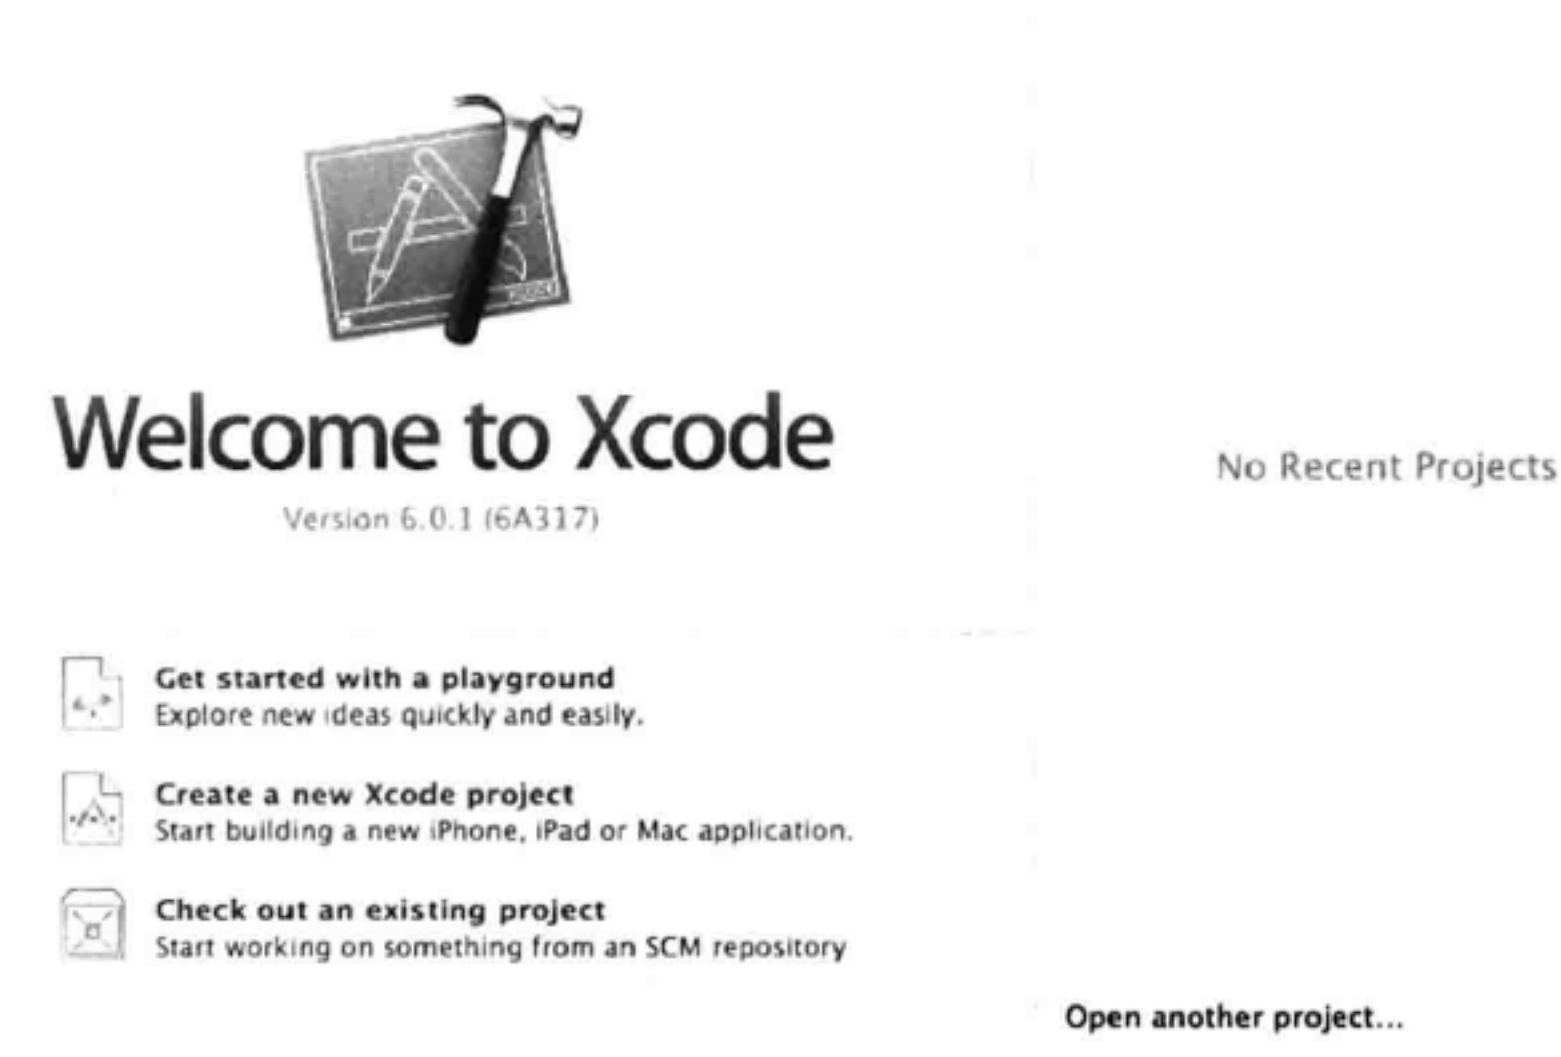 Welcome to Xcode
Version 6.0.1 (6A317)
No Recent Projects
Get started with a playground
Explore new ideas quickly and easily.
Create a new Xcode project
Start building a new iPhone, iPad or Mac application.
Check out an existing project
Start working on something from an SCM repository
Open another project...